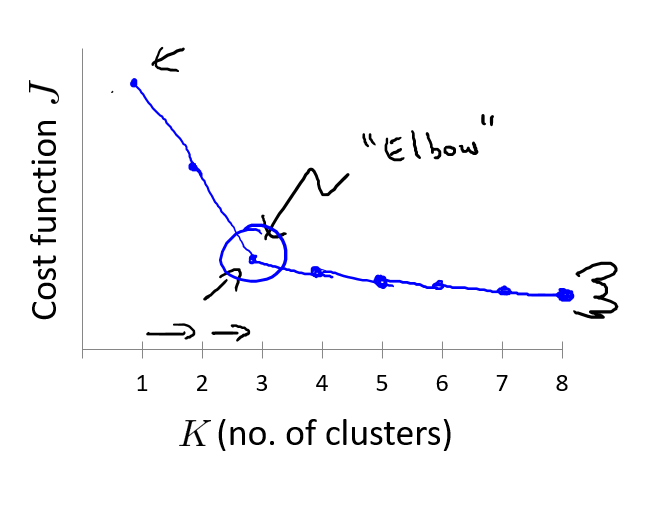 Cost function J
"Elbow"
1 2 3 4 5 6 7 8
K (no. of clusters)